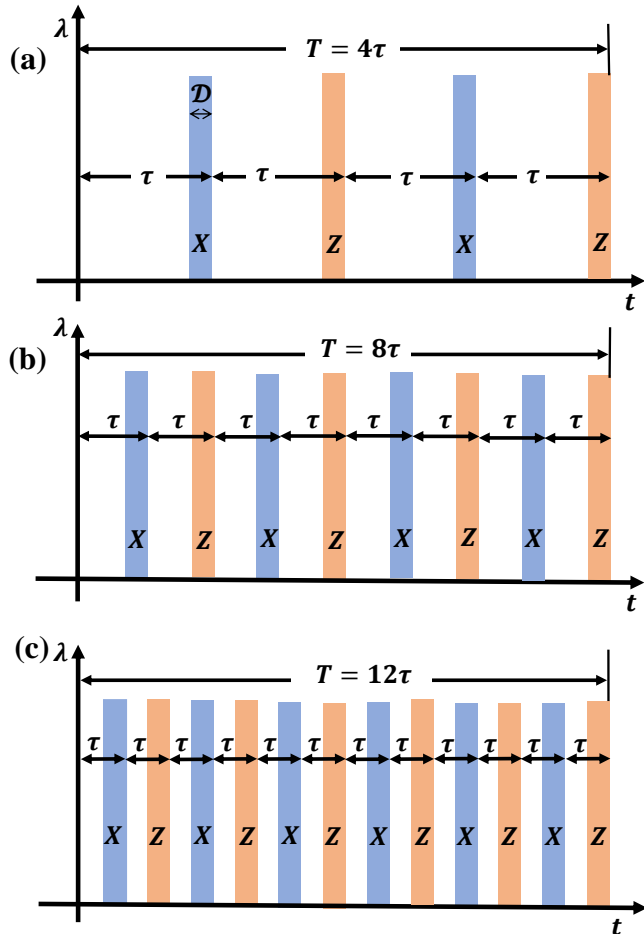 λ
(a)
T = 4τ
𝒟
τ τ τ τ
X Z X Z
t
λ
(b)
T = 8τ
τ τ τ τ τ τ τ τ
X Z X Z X Z X Z
t
λ
(c)
T = 12τ
τ τ τ τ τ τ τ τ τ τ τ τ
X Z X Z X Z X Z X Z X Z
t